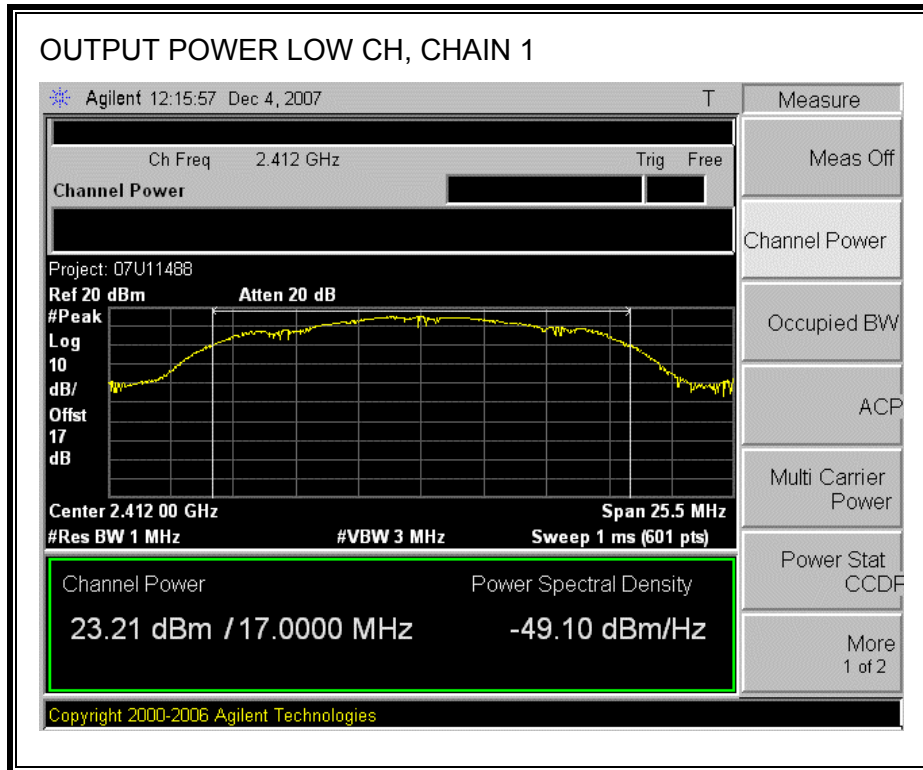 OUTPUT POWER LOW CH, CHAIN 1
Agilent 12:15:57 Dec 4, 2007 T
Measure
Ch Freq 2.412 GHz Trig Free
Channel Power
Meas Off
Channel Power
Occupied BW
ACP
Multi Carrier
Power
Power Stat
CCDF
More
1 of 2
Project: 07U11488
Ref 20 dBm Atten 20 dB
#Peak
Log
10
dB/
Offst
17
dB
Center 2.412 00 GHz Span 25.5 MHz
#Res BW 1 MHz #VBW 3 MHz Sweep 1 ms (601 pts)
Channel Power Power Spectral Density
23.21 dBm / 17.0000 MHz -49.10 dBm/Hz
Copyright 2000-2006 Agilent Technologies